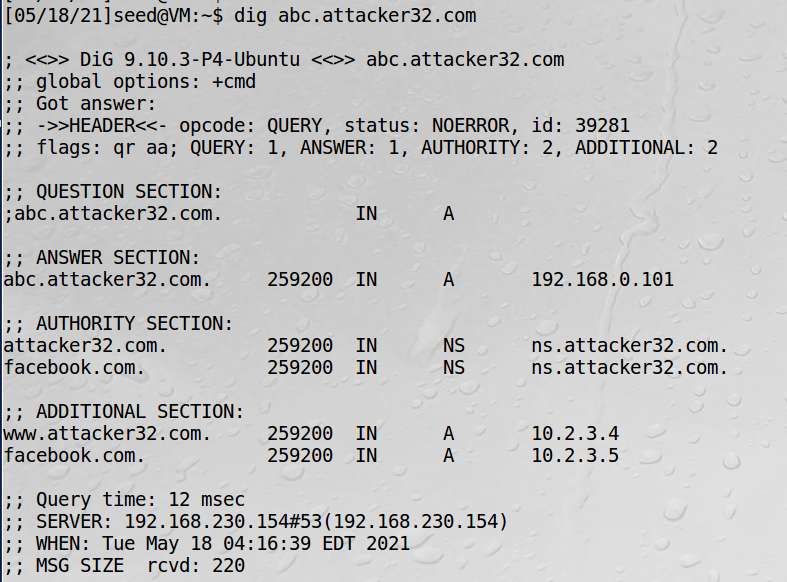 [05/18/21]seed@VM:~$ dig abc.attacker32.com
; <<>> DiG 9.10.3-P4-Ubuntu <<>> abc.attacker32.com
;; global options: +cmd
;; Got answer:
;; ->>HEADER<<- opcode: QUERY, status: NOERROR, id: 39281
;; flags: qr aa; QUERY: 1, ANSWER: 1, AUTHORITY: 2, ADDITIONAL: 2
;; QUESTION SECTION:
;abc.attacker32.com. IN A
;; ANSWER SECTION:
abc.attacker32.com. 259200 IN A 192.168.0.101
;; AUTHORITY SECTION:
attacker32.com. 259200 IN NS ns.attacker32.com.
facebook.com. 259200 IN NS ns.attacker32.com.
;; ADDITIONAL SECTION:
www.attacker32.com. 259200 IN A 10.2.3.4
facebook.com. 259200 IN A 10.2.3.5
;; Query time: 12 msec
;; SERVER: 192.168.230.154#53(192.168.230.154)
;; WHEN: Tue May 18 04:16:39 EDT 2021
;; MSG SIZE rcvd: 220